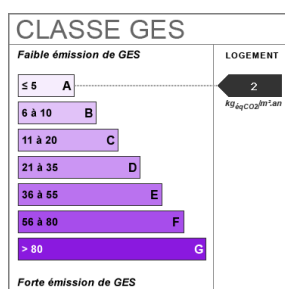 CLASSE GES
Faible émission de GES
LOGEMENT
≤ 5 A
2
kgéqCO2/m².an
6 à 10 B
11 à 20 C
21 à 35 D
36 à 55 E
56 à 80 F
> 80 G
Forte émission de GES